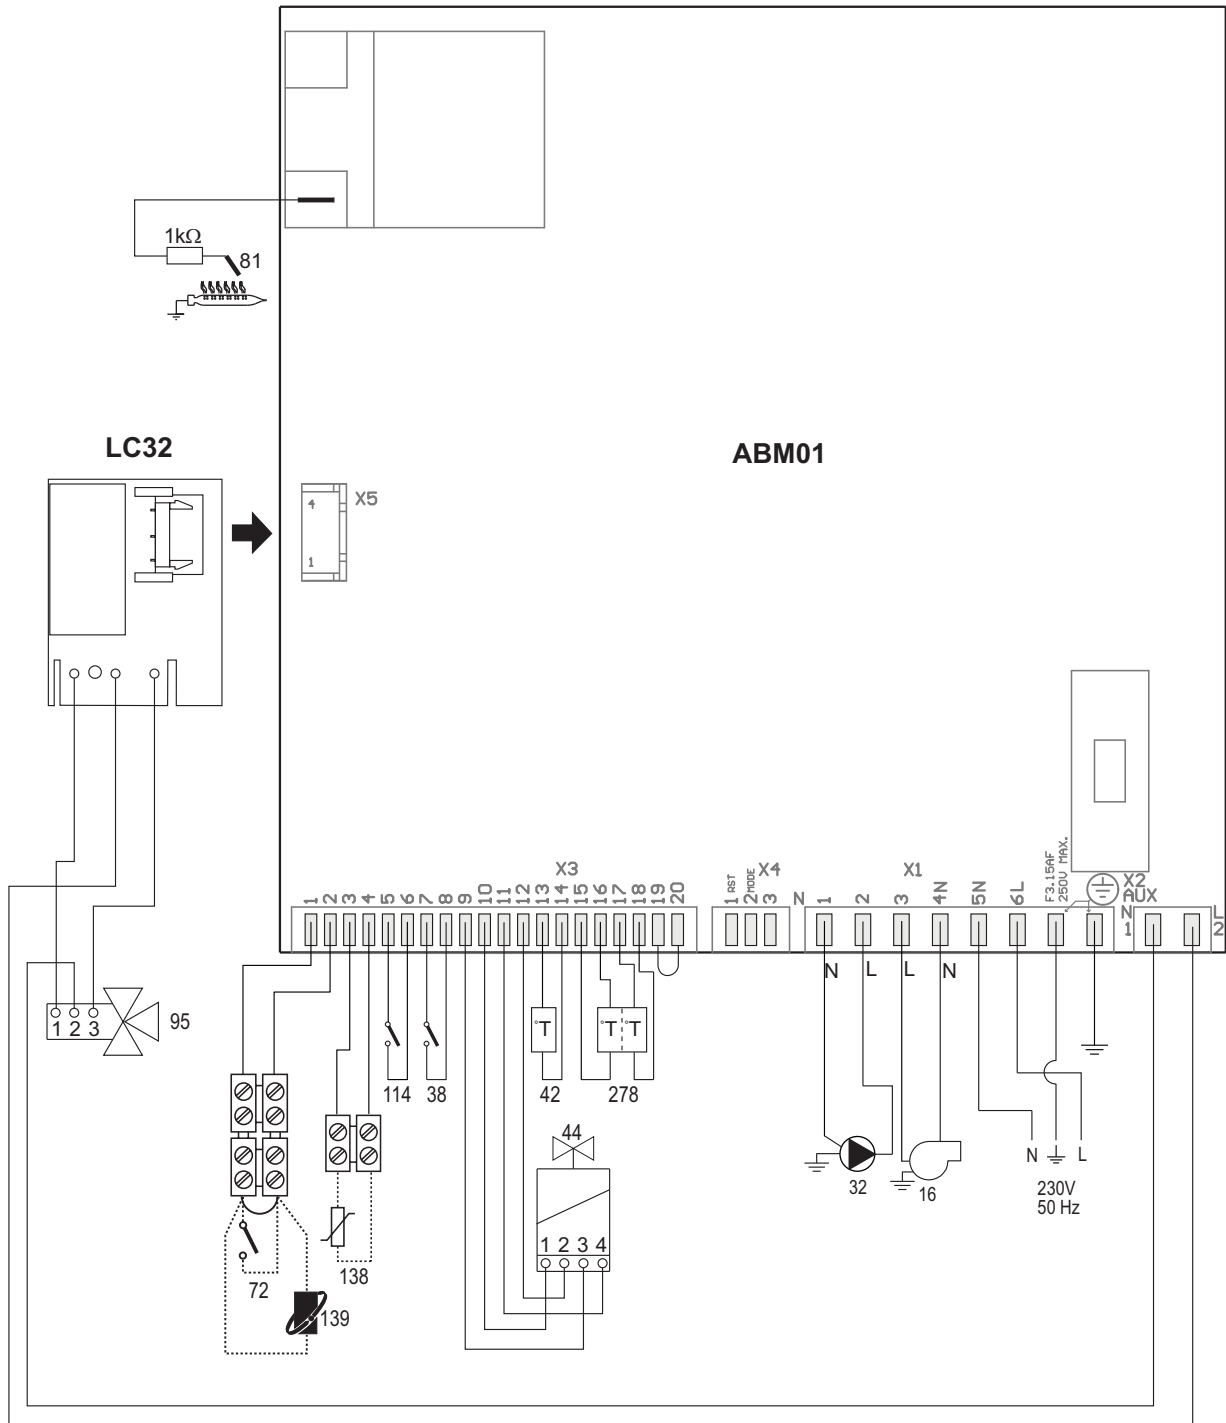 1kΩ
81
LC32
ABM01
X5
4
1
F3.15AF
250V MAX.
X3
X4
X1
X2
AUX
1 2 3 4 5 6 7 8 9 10 11 12 13 14 15 16 17 18 19 20
1 RST
2 MODE
3
N
1 2 3 4N 5N 6L
N
1
L
2
N L L N
1 2 3
95
°T
°T °T
114 38 42 278
44
32
16
N L
230V
50 Hz
1 2 3 4
72
138
139